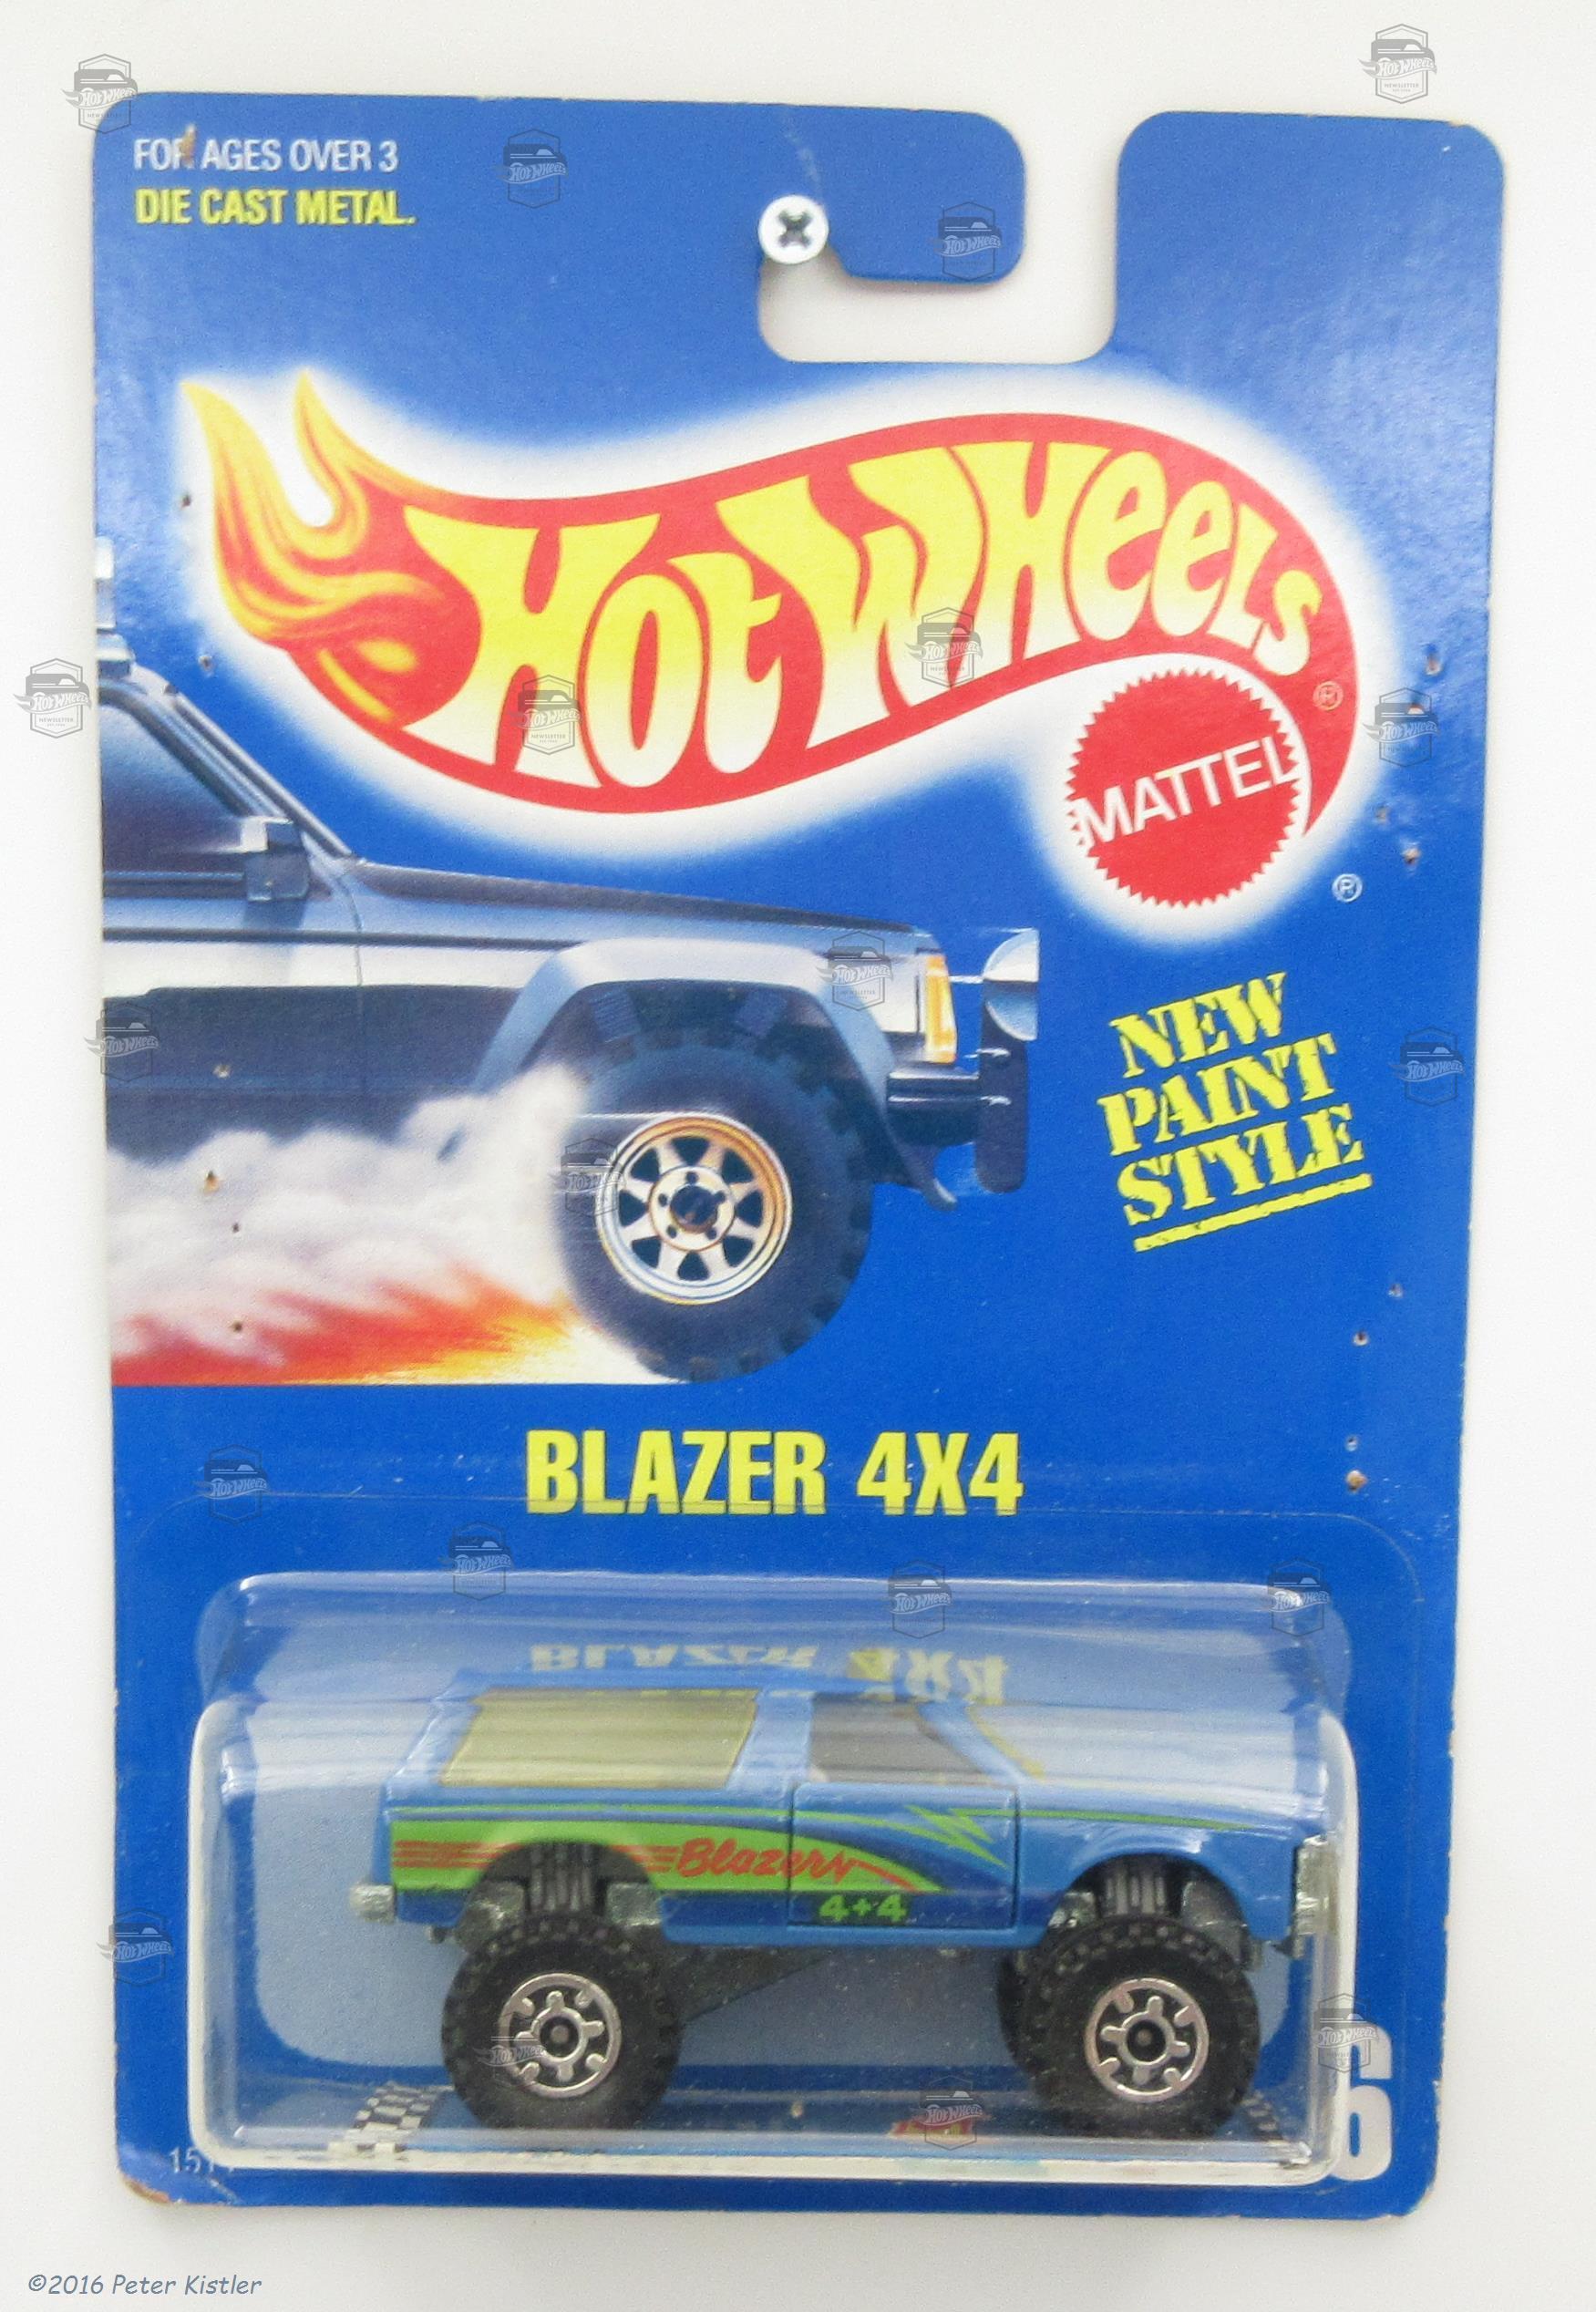 FOR AGES OVER 3
DIE CAST METAL.
HOT WHEELS
®
MATTEL
®
NEW
PAINT
STYLE
BLAZER 4X4
Blazer
4+4
6
©2016 Peter Kistler